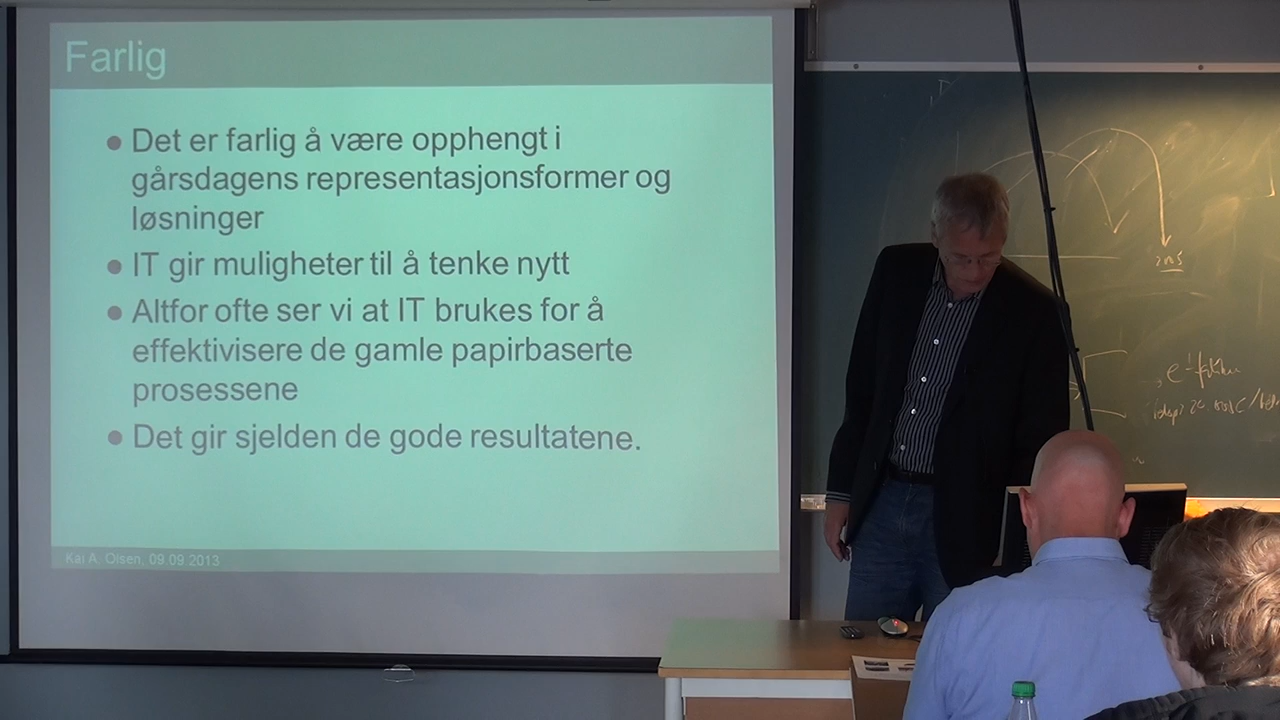 Farlig
● Det er farlig å være opphengt i
gårsdagens representasjonsformer og
løsninger
● IT gir muligheter til å tenke nytt
● Altfor ofte ser vi at IT brukes for å
effektivisere de gamle papirbaserte
prosessene
● Det gir sjelden de gode resultatene.
Kai A. Olsen, 09.09.2013